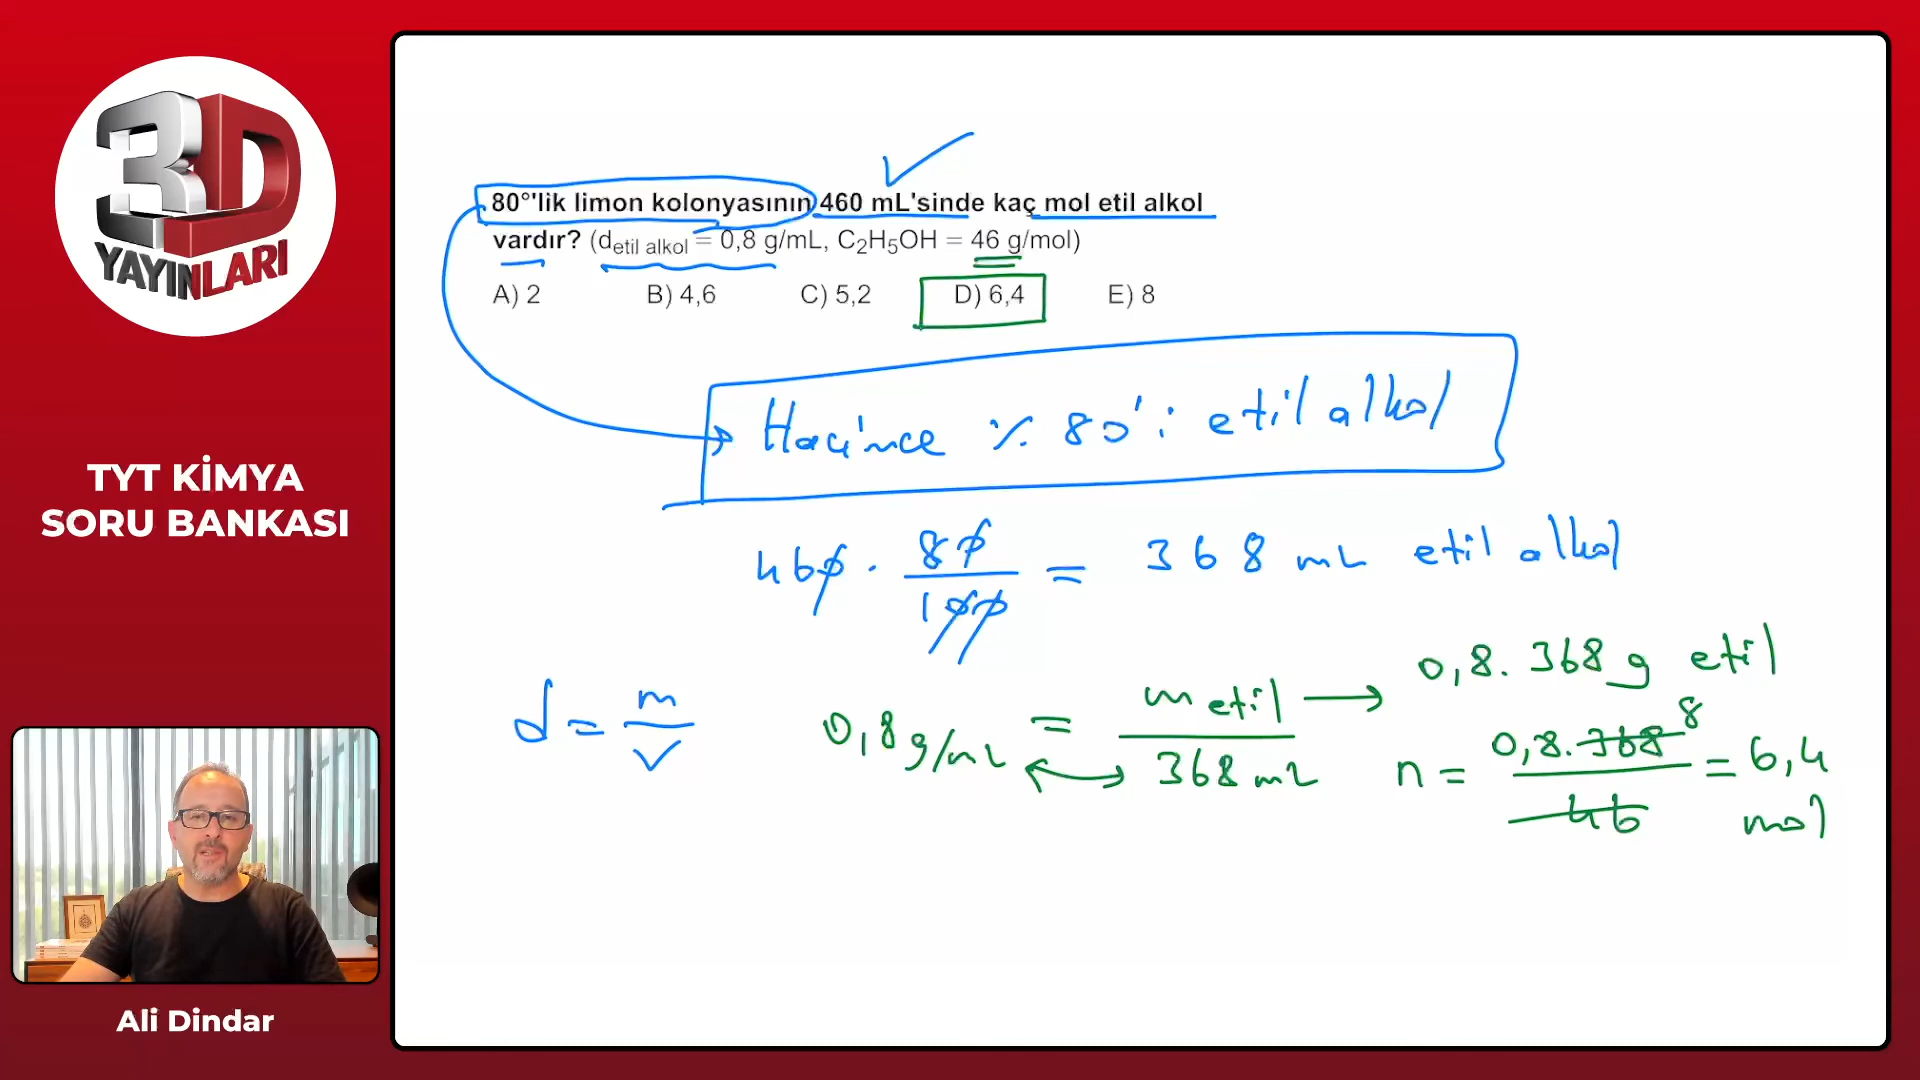 3D
YAYINLARI
TYT KİMYA
SORU BANKASI
Ali Dindar
80°'lik limon kolonyasının 460 mL'sinde kaç mol etil alkol
vardır? (d_etil alkol = 0,8 g/mL, C₂H₅OH = 46 g/mol)
A) 2 B) 4,6 C) 5,2 D) 6,4 E) 8
Hacimce % 80'i etil alkol
460 · 80/100 = 368 mL etil alkol
d = m/V
0,8 g/mL = m etil/368 mL → 0,8 . 368 g etil
n = 0,8 . 368/46 8 = 6,4 mol